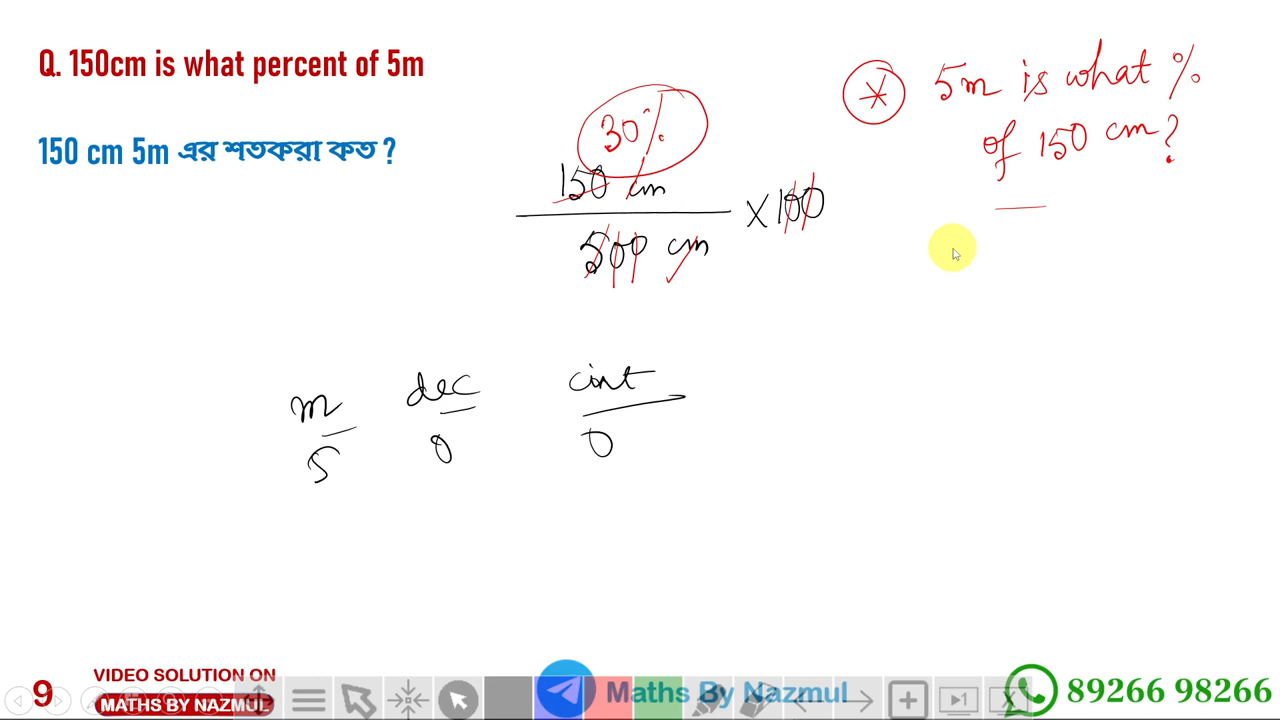 Q. 150cm is what percent of 5m
150 cm 5m এর শতকরা কত ?
30%
150 cm
500 cm
×100
* 5m is what %
of 150 cm?
m dec cint
5 0 0
9
VIDEO SOLUTION ON
MATHS BY NAZMUL
Maths By Nazmul
89266 98266